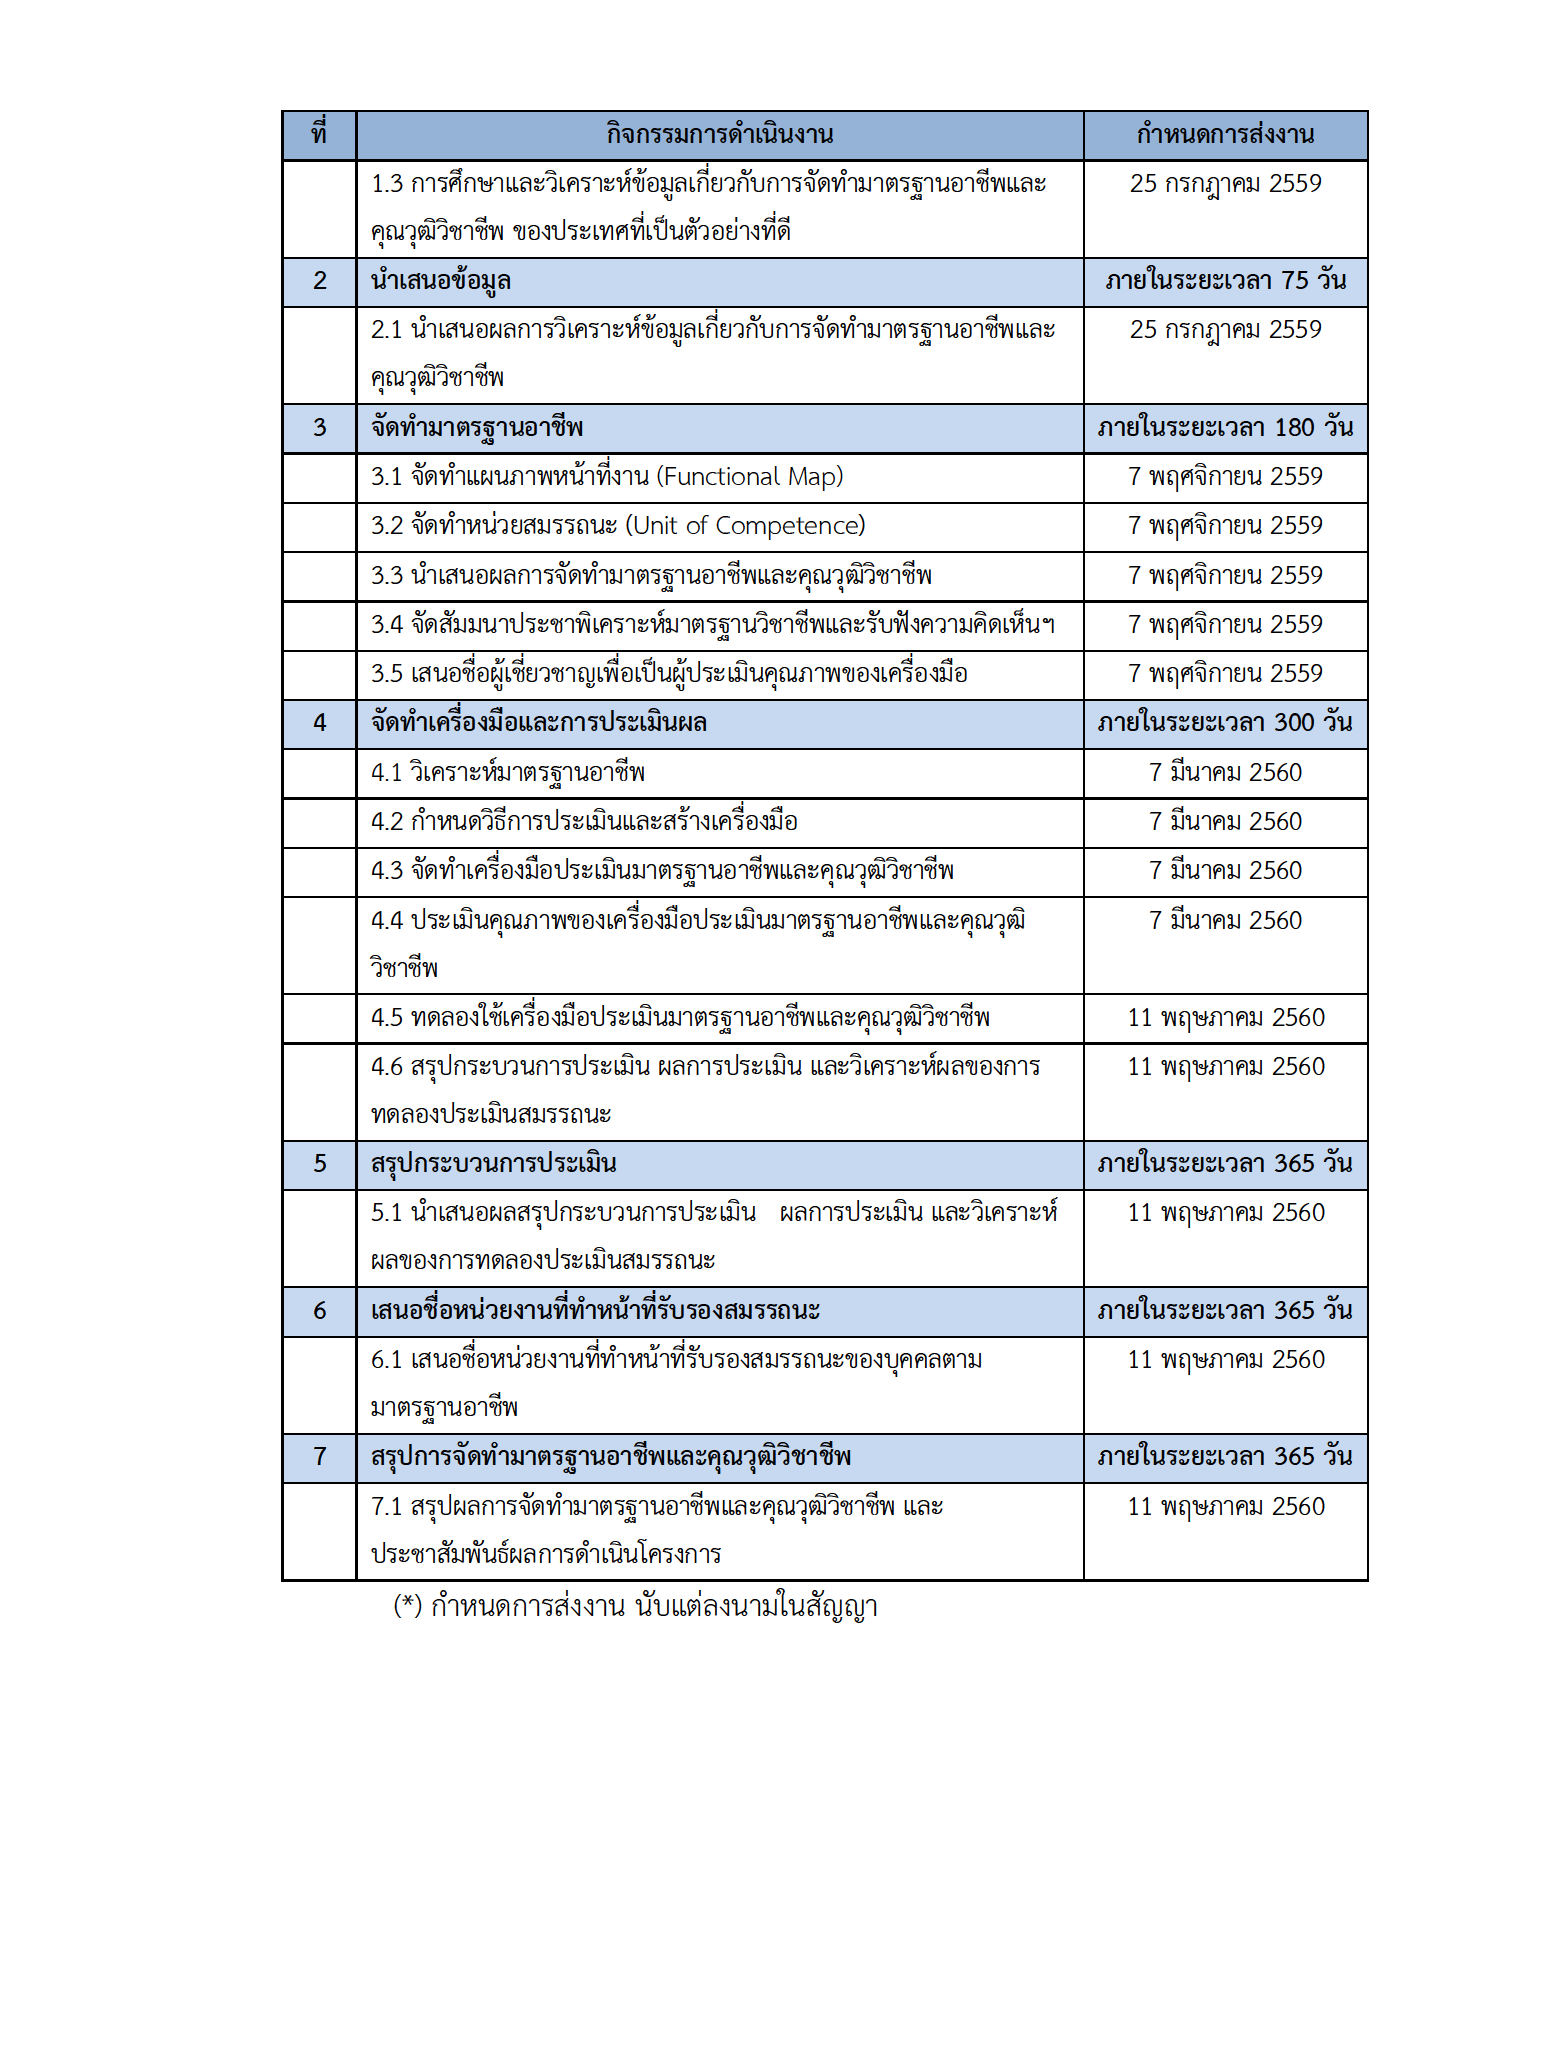 ที่ กิจกรรมการดำเนินงาน กำหนดการส่งงาน
1.3 การศึกษาและวิเคราะห์ข้อมูลเกี่ยวกับการจัดทำมาตรฐานอาชีพและ 25 กรกฎาคม 2559
คุณวุฒิวิชาชีพ ของประเทศที่เป็นตัวอย่างที่ดี
2 นำเสนอข้อมูล ภายในระยะเวลา 75 วัน
2.1 นำเสนอผลการวิเคราะห์ข้อมูลเกี่ยวกับการจัดทำมาตรฐานอาชีพและ 25 กรกฎาคม 2559
คุณวุฒิวิชาชีพ
3 จัดทำมาตรฐานอาชีพ ภายในระยะเวลา 180 วัน
3.1 จัดทำแผนภาพหน้าที่งาน (Functional Map) 7 พฤศจิกายน 2559
3.2 จัดทำหน่วยสมรรถนะ (Unit of Competence) 7 พฤศจิกายน 2559
3.3 นำเสนอผลการจัดทำมาตรฐานอาชีพและคุณวุฒิวิชาชีพ 7 พฤศจิกายน 2559
3.4 จัดสัมมนาประชาพิเคราะห์มาตรฐานวิชาชีพและรับฟังความคิดเห็นฯ 7 พฤศจิกายน 2559
3.5 เสนอชื่อผู้เชี่ยวชาญเพื่อเป็นผู้ประเมินคุณภาพของเครื่องมือ 7 พฤศจิกายน 2559
4 จัดทำเครื่องมือและการประเมินผล ภายในระยะเวลา 300 วัน
4.1 วิเคราะห์มาตรฐานอาชีพ 7 มีนาคม 2560
4.2 กำหนดวิธีการประเมินและสร้างเครื่องมือ 7 มีนาคม 2560
4.3 จัดทำเครื่องมือประเมินมาตรฐานอาชีพและคุณวุฒิวิชาชีพ 7 มีนาคม 2560
4.4 ประเมินคุณภาพของเครื่องมือประเมินมาตรฐานอาชีพและคุณวุฒิ 7 มีนาคม 2560
วิชาชีพ
4.5 ทดลองใช้เครื่องมือประเมินมาตรฐานอาชีพและคุณวุฒิวิชาชีพ 11 พฤษภาคม 2560
4.6 สรุปกระบวนการประเมิน ผลการประเมิน และวิเคราะห์ผลของการ 11 พฤษภาคม 2560
ทดลองประเมินสมรรถนะ
5 สรุปกระบวนการประเมิน ภายในระยะเวลา 365 วัน
5.1 นำเสนอผลสรุปกระบวนการประเมิน ผลการประเมิน และวิเคราะห์ 11 พฤษภาคม 2560
ผลของการทดลองประเมินสมรรถนะ
6 เสนอชื่อหน่วยงานที่ทำหน้าที่รับรองสมรรถนะ ภายในระยะเวลา 365 วัน
6.1 เสนอชื่อหน่วยงานที่ทำหน้าที่รับรองสมรรถนะของบุคคลตาม 11 พฤษภาคม 2560
มาตรฐานอาชีพ
7 สรุปการจัดทำมาตรฐานอาชีพและคุณวุฒิวิชาชีพ ภายในระยะเวลา 365 วัน
7.1 สรุปผลการจัดทำมาตรฐานอาชีพและคุณวุฒิวิชาชีพ และ 11 พฤษภาคม 2560
ประชาสัมพันธ์ผลการดำเนินโครงการ
(*) กำหนดการส่งงาน นับแต่ลงนามในสัญญา